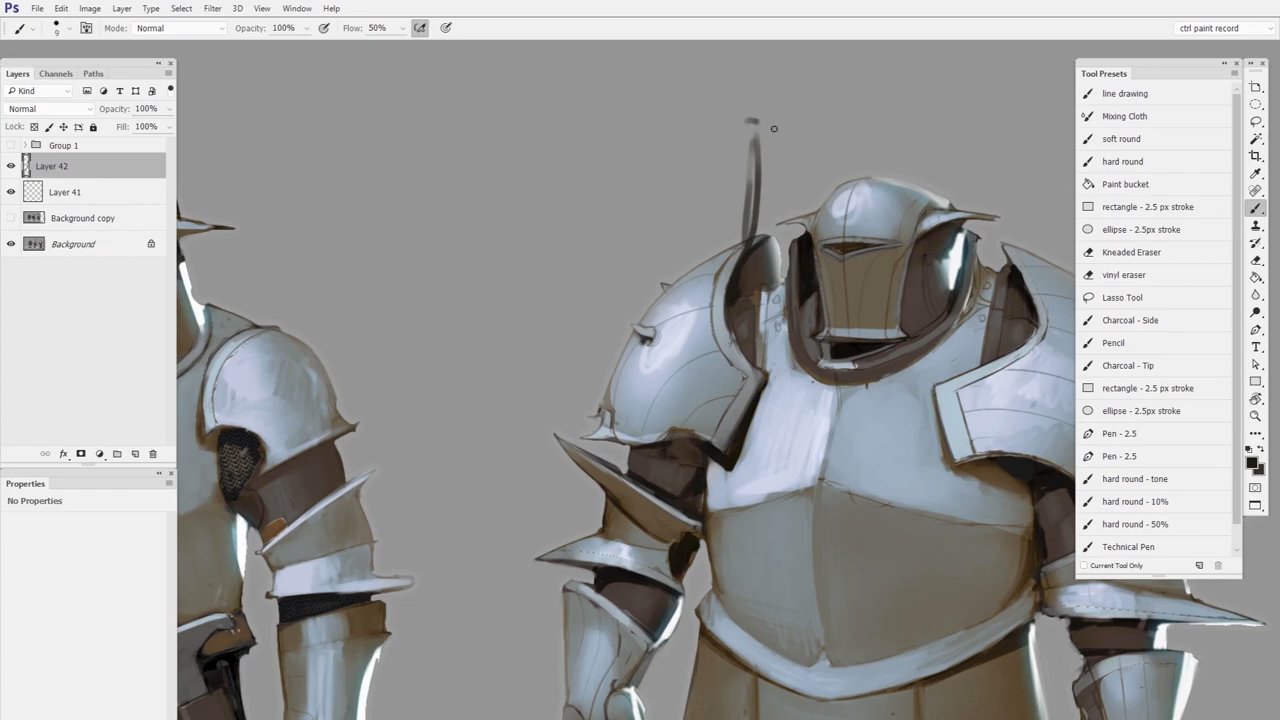 Ps File Edit Image Layer Type Select Filter 3D View Window Help
9 Mode: Normal Opacity: 100% Flow: 50% ctrl paint record
Layers Channels Paths
Kind
Normal Opacity: 100%
Lock: Fill: 100%
Group 1
Layer 42
Layer 41
Background copy
Background
fx
Properties
No Properties
Tool Presets
line drawing
Mixing Cloth
soft round
hard round
Paint bucket
rectangle - 2.5 px stroke
ellipse - 2.5px stroke
Kneaded Eraser
vinyl eraser
Lasso Tool
Charcoal - Side
Pencil
Charcoal - Tip
rectangle - 2.5 px stroke
ellipse - 2.5px stroke
Pen - 2.5
Pen - 2.5
hard round - tone
hard round - 10%
hard round - 50%
Technical Pen
Current Tool Only